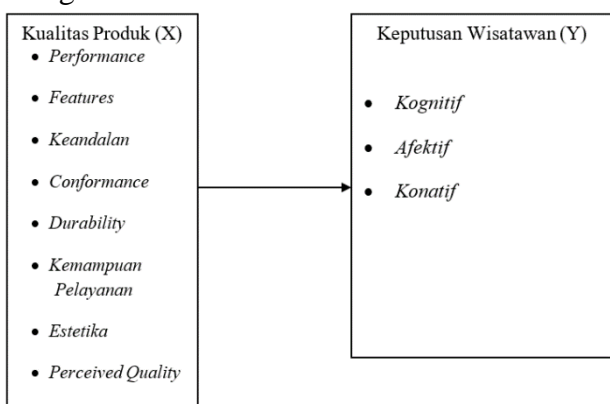 Kualitas Produk (X)
• Performance
• Features
• Keandalan
• Conformance
• Durability
• Kemampuan
Pelayanan
• Estetika
• Perceived Quality
Keputusan Wisatawan (Y)
• Kognitif
• Afektif
• Konatif